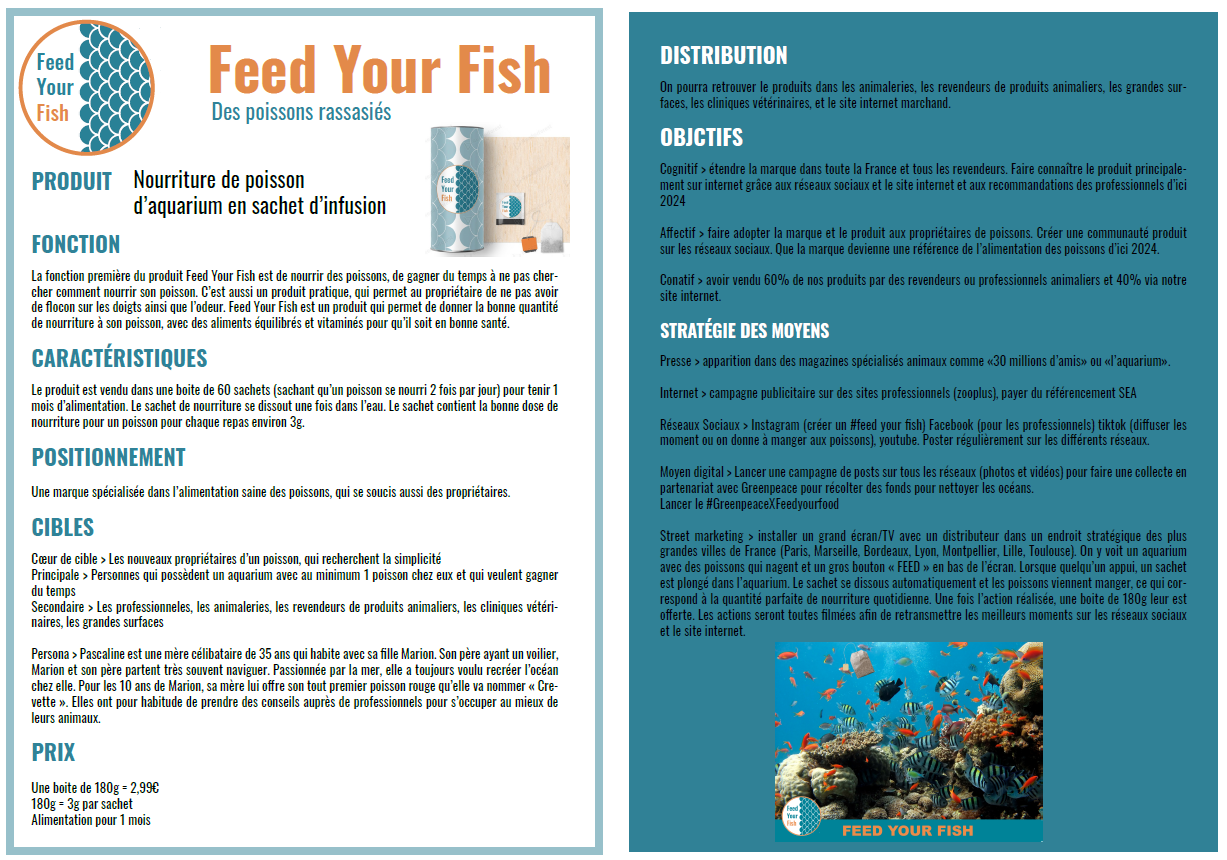 Feed
Your
Fish
Feed Your Fish
Des poissons rassasiés
Feed
Your
Fish
PRODUIT
Nourriture de poisson
d'aquarium en sachet d'infusion
FONCTION
La fonction première du produit Feed Your Fish est de nourrir des poissons, de gagner du temps à ne pas cher-
cher comment nourrir son poisson. C'est aussi un produit pratique, qui permet au propriétaire de ne pas avoir
de flocon sur les doigts ainsi que l'odeur. Feed Your Fish est un produit qui permet de donner la bonne quantité
de nourriture à son poisson, avec des aliments équilibrés et vitaminés pour qu'il soit en bonne santé.
CARACTÉRISTIQUES
Le produit est vendu dans une boite de 60 sachets (sachant qu'un poisson se nourri 2 fois par jour) pour tenir 1
mois d'alimentation. Le sachet de nourriture se dissout une fois dans l'eau. Le sachet contient la bonne dose de
nourriture pour un poisson pour chaque repas environ 3g.
POSITIONNEMENT
Une marque spécialisée dans l'alimentation saine des poissons, qui se soucis aussi des propriétaires.
CIBLES
Cœur de cible > Les nouveaux propriétaires d'un poisson, qui recherchent la simplicité
Principale > Personnes qui possèdent un aquarium avec au minimum 1 poisson chez eux et qui veulent gagner
du temps
Secondaire > Les professionneles, les animaleries, les revendeurs de produits animaliers, les cliniques vétéri-
naires, les grandes surfaces
Persona > Pascaline est une mère célibataire de 35 ans qui habite avec sa fille Marion. Son père ayant un voilier,
Marion et son père partent très souvent naviguer. Passionnée par la mer, elle a toujours voulu recréer l'océan
chez elle. Pour les 10 ans de Marion, sa mère lui offre son tout premier poisson rouge qu'elle va nommer « Cre-
vette ». Elles ont pour habitude de prendre des conseils auprès de professionnels pour s'occuper au mieux de
leurs animaux.
PRIX
Une boite de 180g = 2,99€
180g = 3g par sachet
Alimentation pour 1 mois
DISTRIBUTION
On pourra retrouver le produits dans les animaleries, les revendeurs de produits animaliers, les grandes sur-
faces, les cliniques vétérinaires, et le site internet marchand.
OBJCTIFS
Cognitif > étendre la marque dans toute la France et tous les revendeurs. Faire connaître le produit principale-
ment sur internet grâce aux réseaux sociaux et le site internet et aux recommandations des professionnels d'ici
2024
Affectif > faire adopter la marque et le produit aux propriétaires de poissons. Créer une communauté produit
sur les réseaux sociaux. Que la marque devienne une référence de l'alimentation des poissons d'ici 2024.
Conatif > avoir vendu 60% de nos produits par des revendeurs ou professionnels animaliers et 40% via notre
site internet.
STRATÉGIE DES MOYENS
Presse > apparition dans des magazines spécialisés animaux comme «30 millions d'amis» ou «l'aquarium».
Internet > campagne publicitaire sur des sites professionnels (zooplus), payer du référencement SEA
Réseaux Sociaux > Instagram (créer un #feed your fish) Facebook (pour les professionnels) tiktok (diffuser les
moment ou on donne à manger aux poissons), youtube. Poster régulièrement sur les différents réseaux.
Moyen digital > Lancer une campagne de posts sur tous les réseaux (photos et vidéos) pour faire une collecte en
partenariat avec Greenpeace pour récolter des fonds pour nettoyer les océans.
Lancer le #GreenpeaceXFeedyourfood
Street marketing > installer un grand écran/TV avec un distributeur dans un endroit stratégique des plus
grandes villes de France (Paris, Marseille, Bordeaux, Lyon, Montpellier, Lille, Toulouse). On y voit un aquarium
avec des poissons qui nagent et un gros bouton « FEED » en bas de l'écran. Lorsque quelqu'un appui, un sachet
est plongé dans l'aquarium. Le sachet se dissous automatiquement et les poissons viennent manger, ce qui cor-
respond à la quantité parfaite de nourriture quotidienne. Une fois l'action réalisée, une boite de 180g leur est
offerte. Les actions seront toutes filmées afin de retransmettre les meilleurs moments sur les réseaux sociaux
et le site internet.
Feed
Your
Fish
FEED YOUR FISH